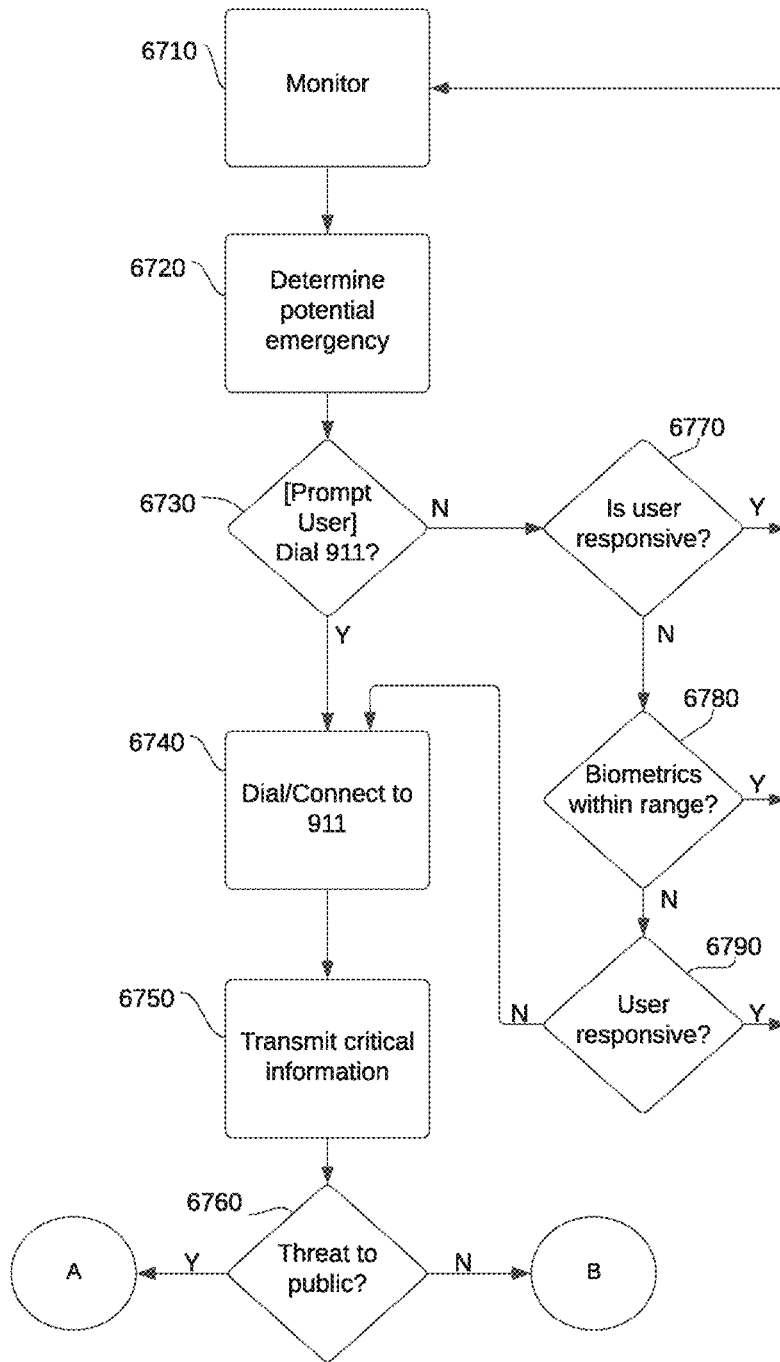 6710
Monitor
6720
Determine
potential
emergency
6730
[Prompt
User]
Dial 911?
N
Y
6770
Is user
responsive?
Y
N
6780
Biometrics
within range?
Y
N
6740
Dial/Connect to
911
6790
User
responsive?
N
Y
6750
Transmit critical
information
6760
Threat to
public?
Y
N
A
B